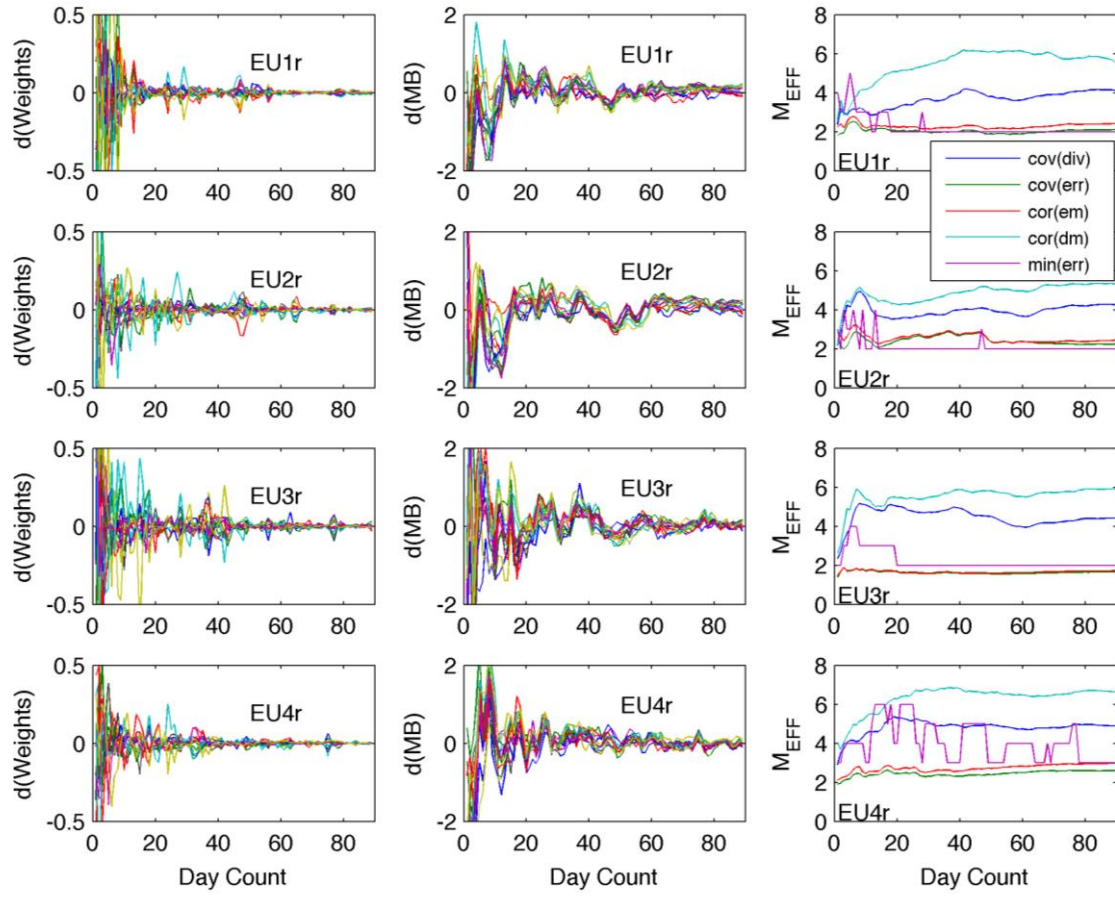 0.5
0
-0.5
d(Weights)
EU1r
0 20 40 60 80
2
0
-2
d(MB)
EU1r
0 20 40 60 80
8
6
4
2
0
M_EFF
EU1r
0 20
cov(div)
cov(err)
cor(em)
cor(dm)
min(err)
0.5
0
-0.5
d(Weights)
EU2r
0 20 40 60 80
2
0
-2
d(MB)
EU2r
0 20 40 60 80
8
6
4
2
0
M_EFF
EU2r
0 20 40 60 80
0.5
0
-0.5
d(Weights)
EU3r
0 20 40 60 80
2
0
-2
d(MB)
EU3r
0 20 40 60 80
8
6
4
2
0
M_EFF
EU3r
0 20 40 60 80
0.5
0
-0.5
d(Weights)
EU4r
0 20 40 60 80
Day Count
2
0
-2
d(MB)
EU4r
0 20 40 60 80
Day Count
8
6
4
2
0
M_EFF
EU4r
0 20 40 60 80
Day Count